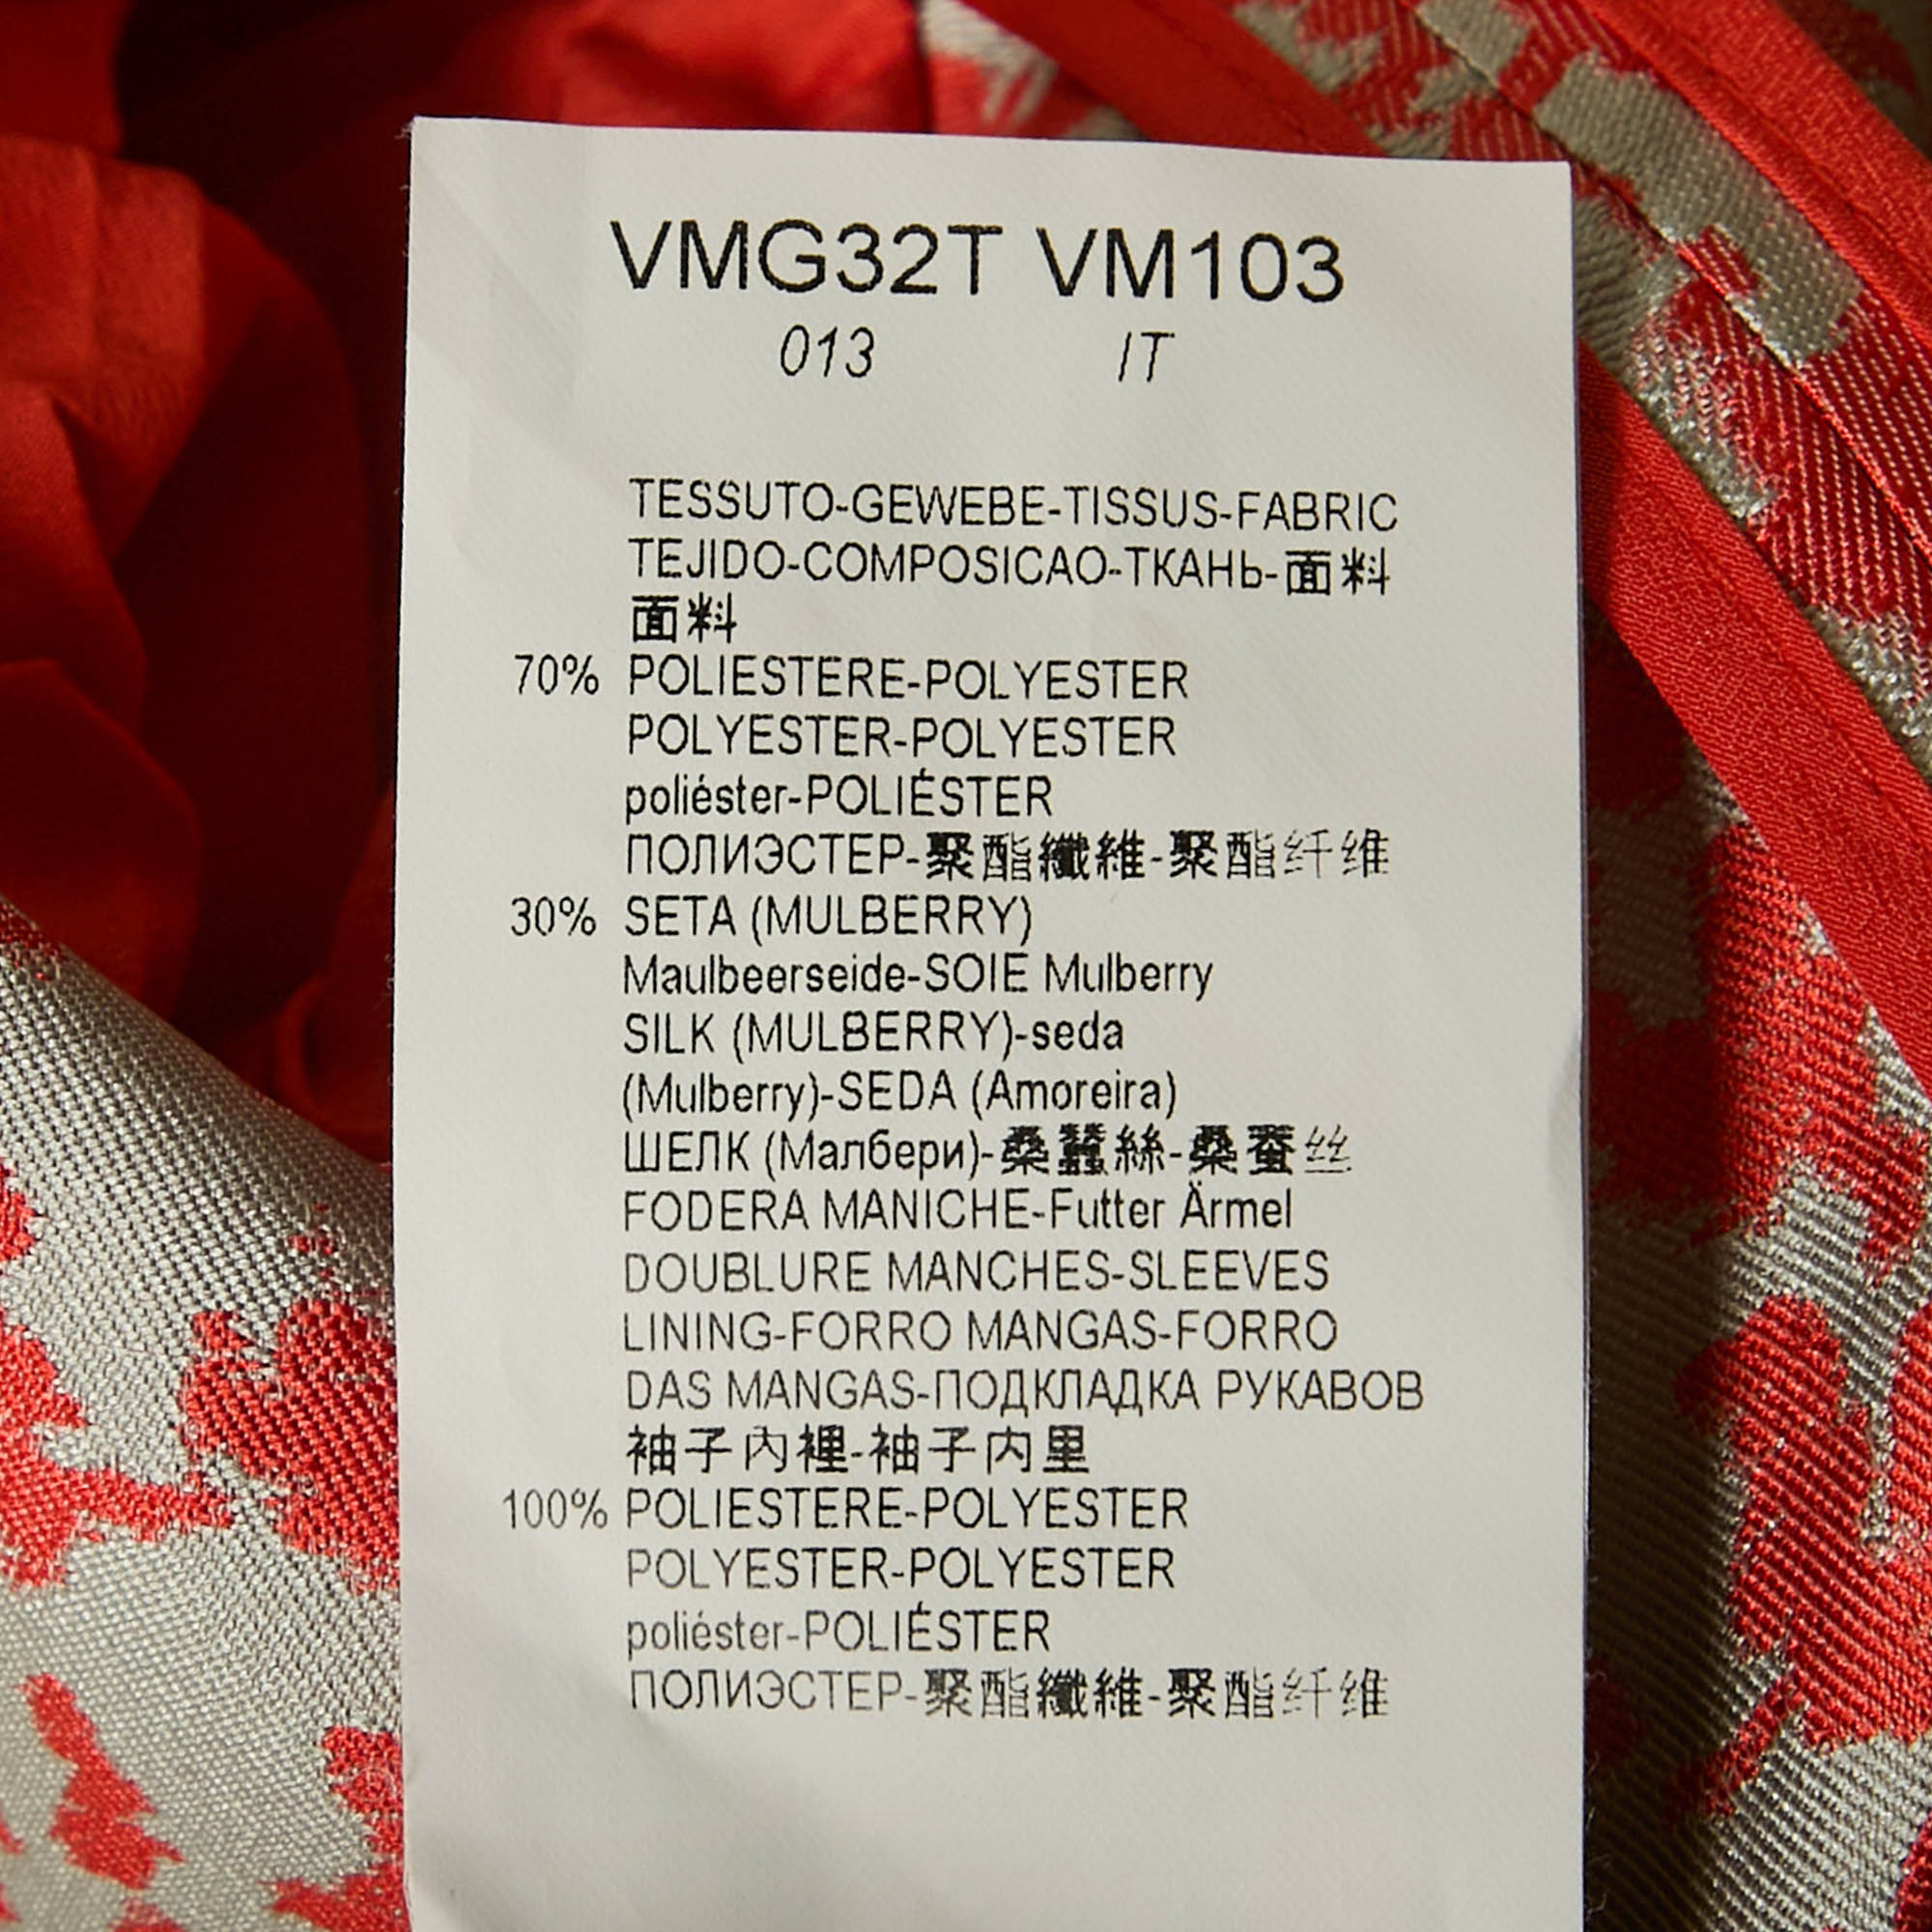 VMG32T VM103
013 IT
TESSUTO-GEWEBE-TISSUS-FABRIC
TEJIDO-COMPOSICAO-ТКАНЬ-面料
面料
70% POLIESTERE-POLYESTER
POLYESTER-POLYESTER
poliéster-POLIÉSTER
ПОЛИЭСТЕР-聚酯纖維-聚酯纤维
30% SETA (MULBERRY)
Maulbeerseide-SOIE Mulberry
SILK (MULBERRY)-seda
(Mulberry)-SEDA (Amoreira)
ШЕЛК (Малбери)-桑蠶絲-桑蚕丝
FODERA MANICHE-Futter Ärmel
DOUBLURE MANCHES-SLEEVES
LINING-FORRO MANGAS-FORRO
DAS MANGAS-ПОДКЛАДКА РУКАВОВ
袖子內裡-袖子内里
100% POLIESTERE-POLYESTER
POLYESTER-POLYESTER
poliéster-POLIÉSTER
ПОЛИЭСТЕР-聚酯纖維-聚酯纤维